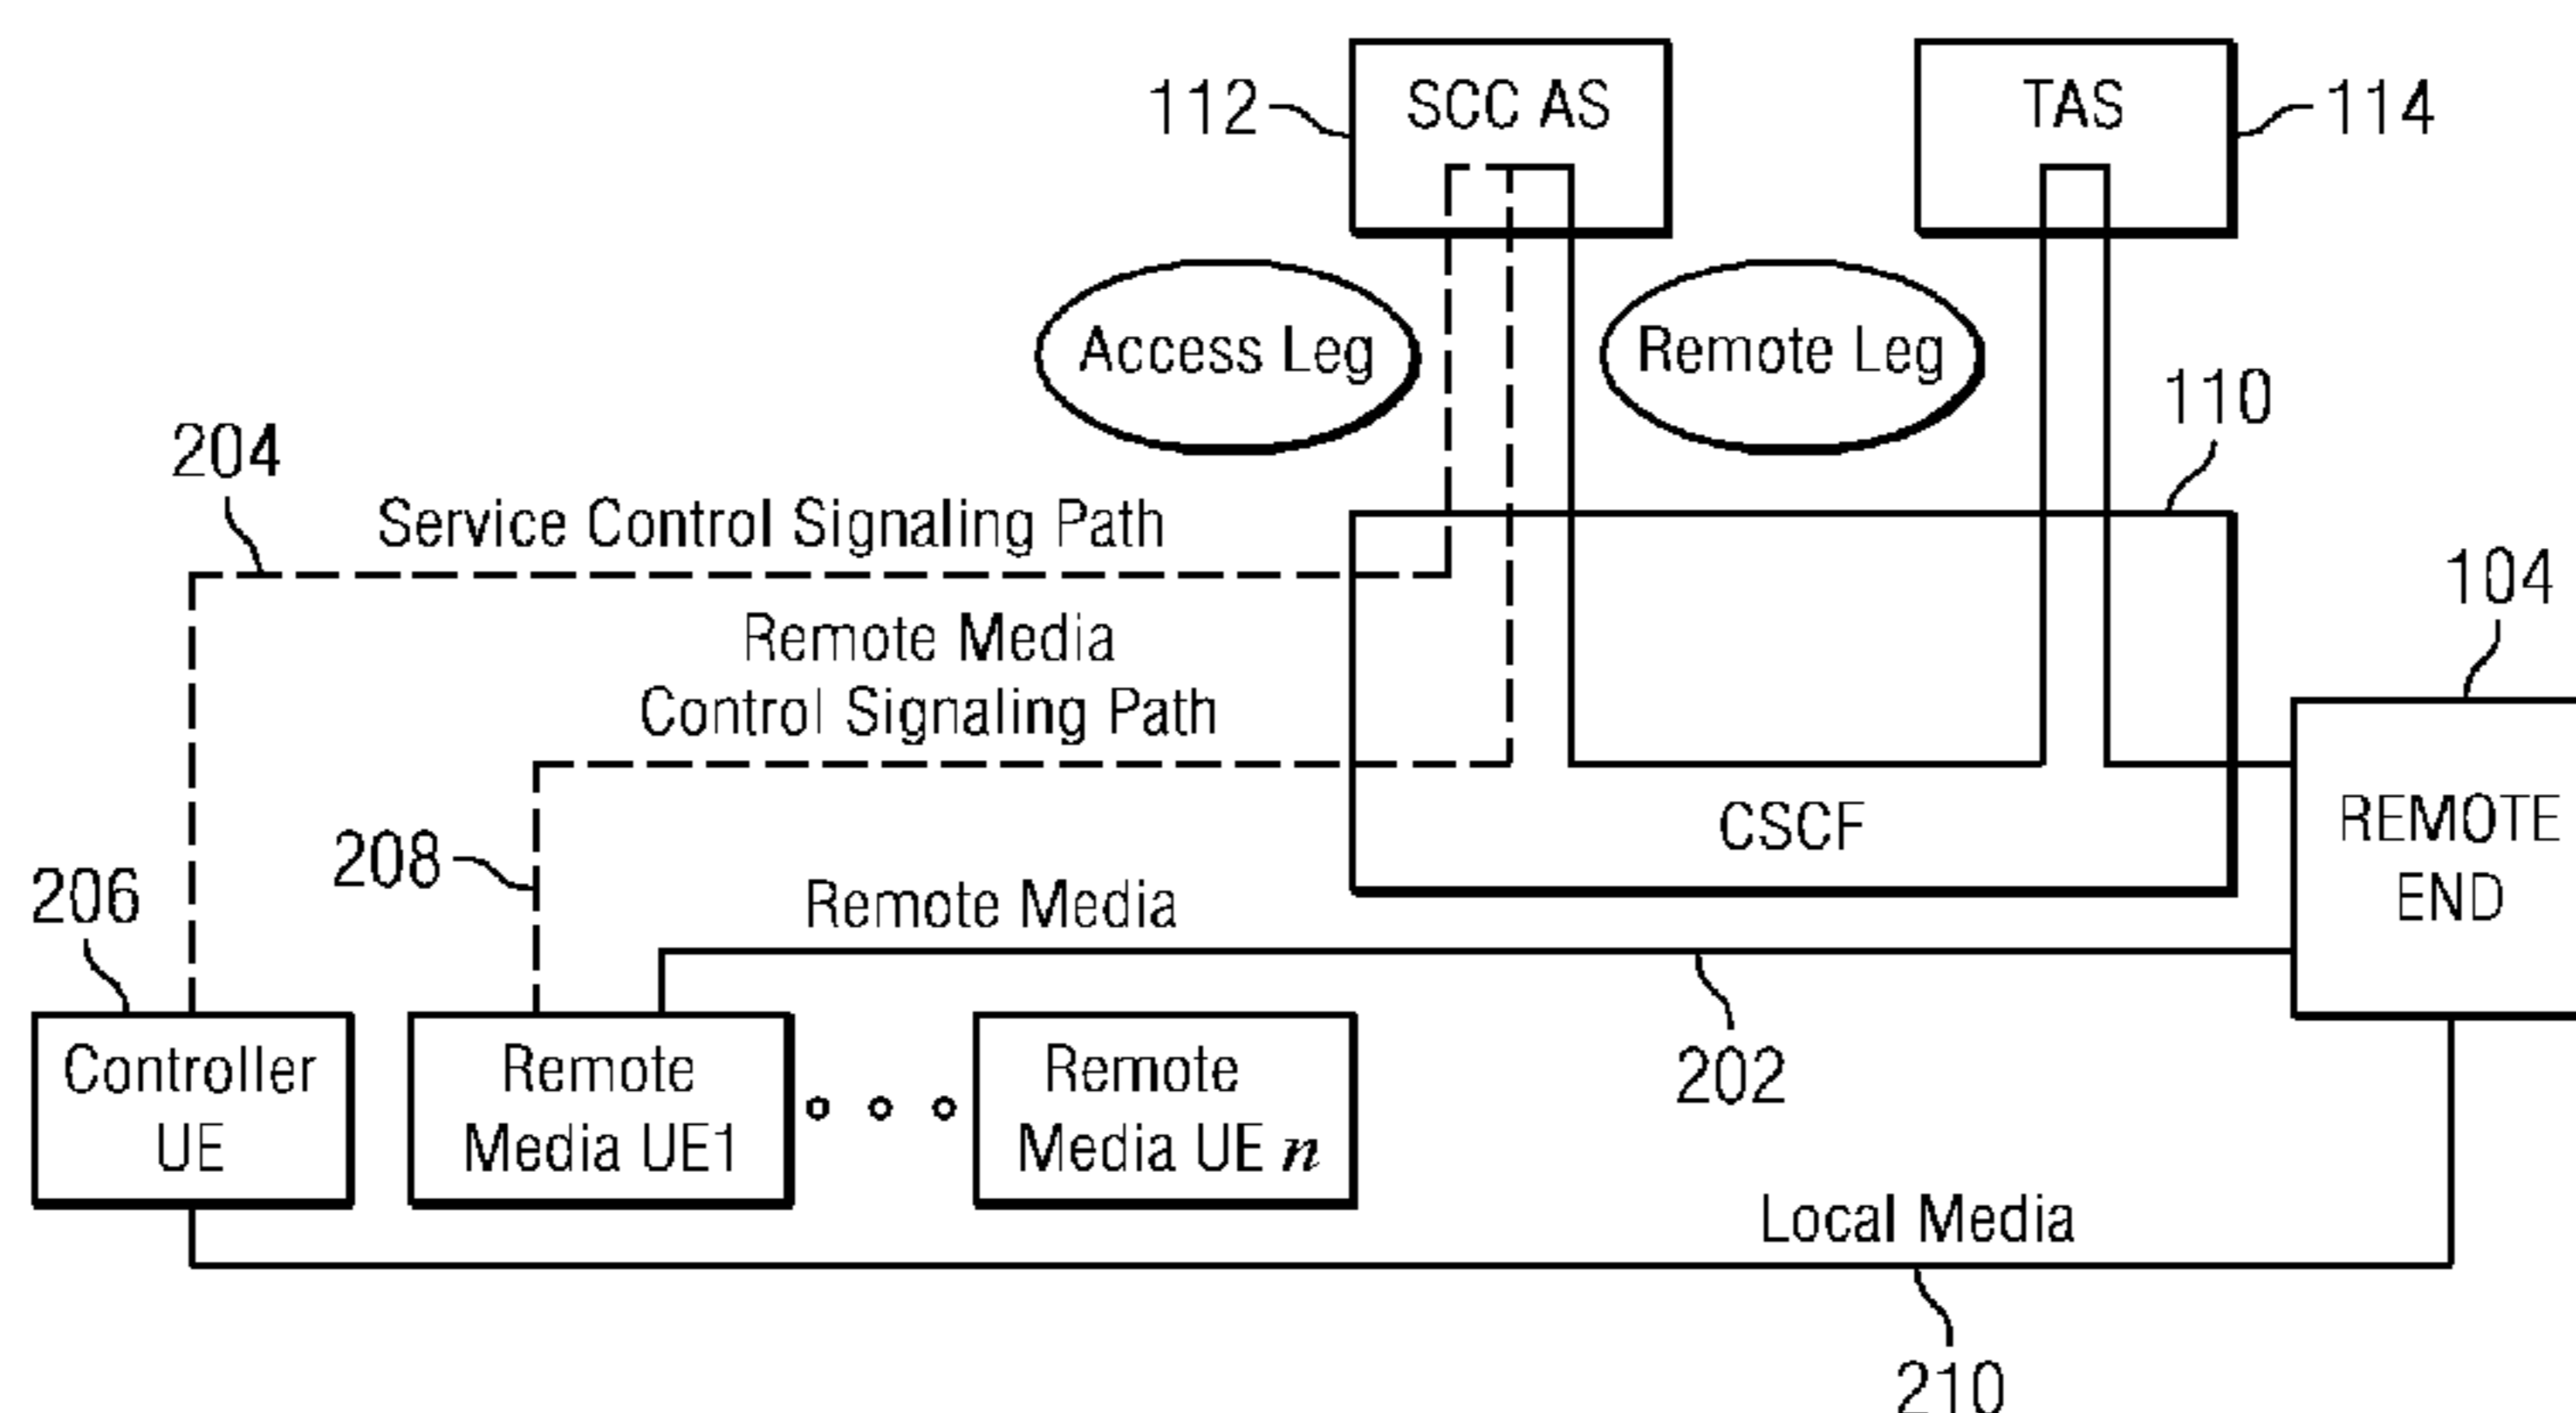 SCC AS
TAS
112
114
Access Leg
Remote Leg
110
204
Service Control Signaling Path
104
Remote Media
Control Signaling Path
REMOTE
END
CSCF
208
206
Remote Media
202
Controller
UE
Remote
Media UE1
Remote
Media UE n
Local Media
210